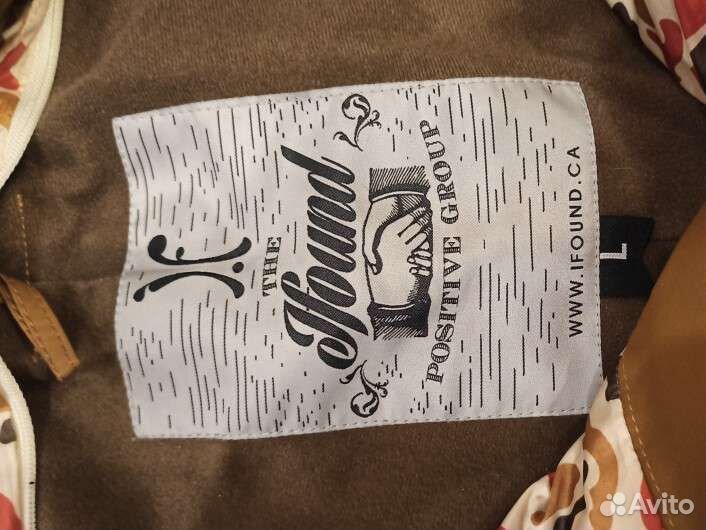 I.F
THE
Ifound
POSITIVE GROUP
WWW.IFOUND.CA
L
Avito